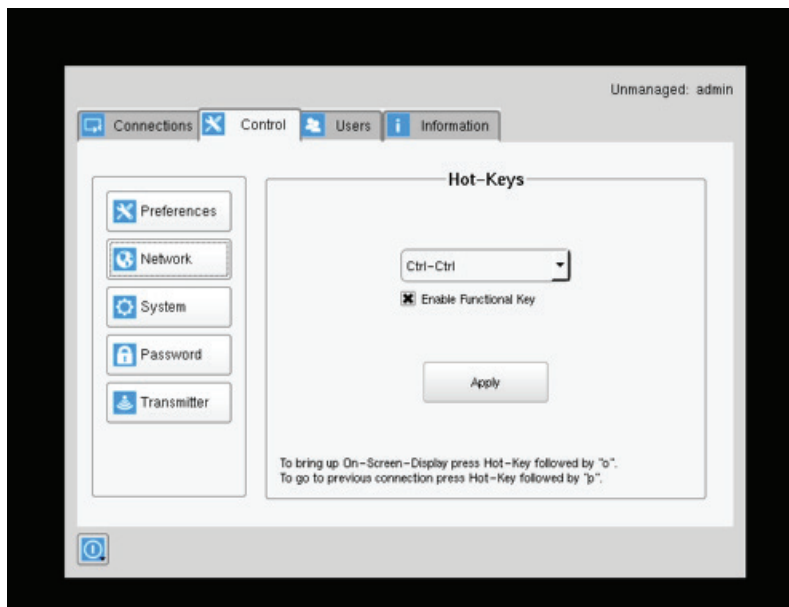 Unmanaged: admin
Connections Control Users Information
Hot-Keys
Preferences
Network
System
Password
Transmitter
Ctrl-Ctrl
Enable Functional Key
Apply
To bring up On-Screen-Display press Hot-Key followed by "o".
To go to previous connection press Hot-Key followed by "p".